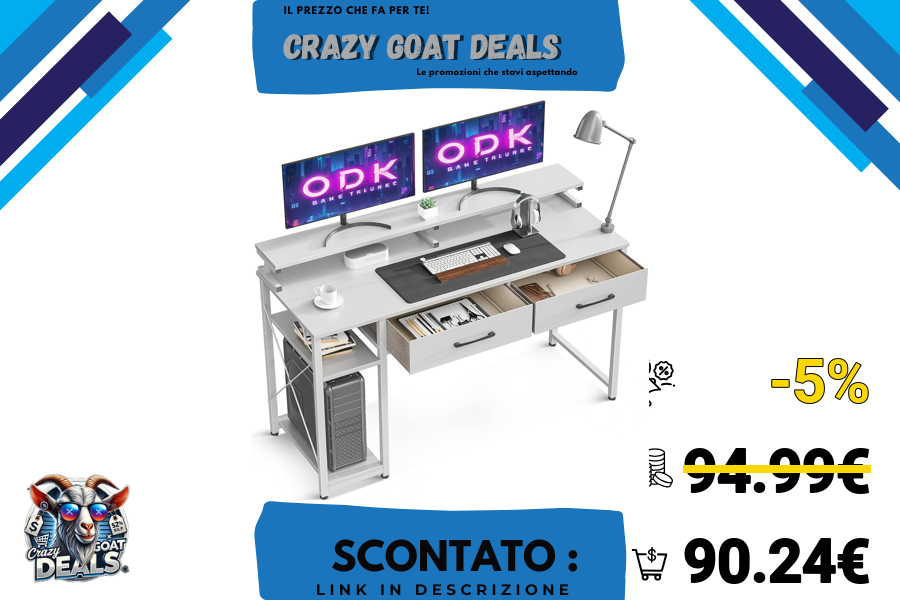 IL PREZZO CHE FA PER TE!
CRAZY GOAT DEALS
Le promozioni che stavi aspettando
ODK
ODK
-5%
94.99€
SCONTATO :
90.24€
LINK IN DESCRIZIONE
Crazy
GOAT
DEALS